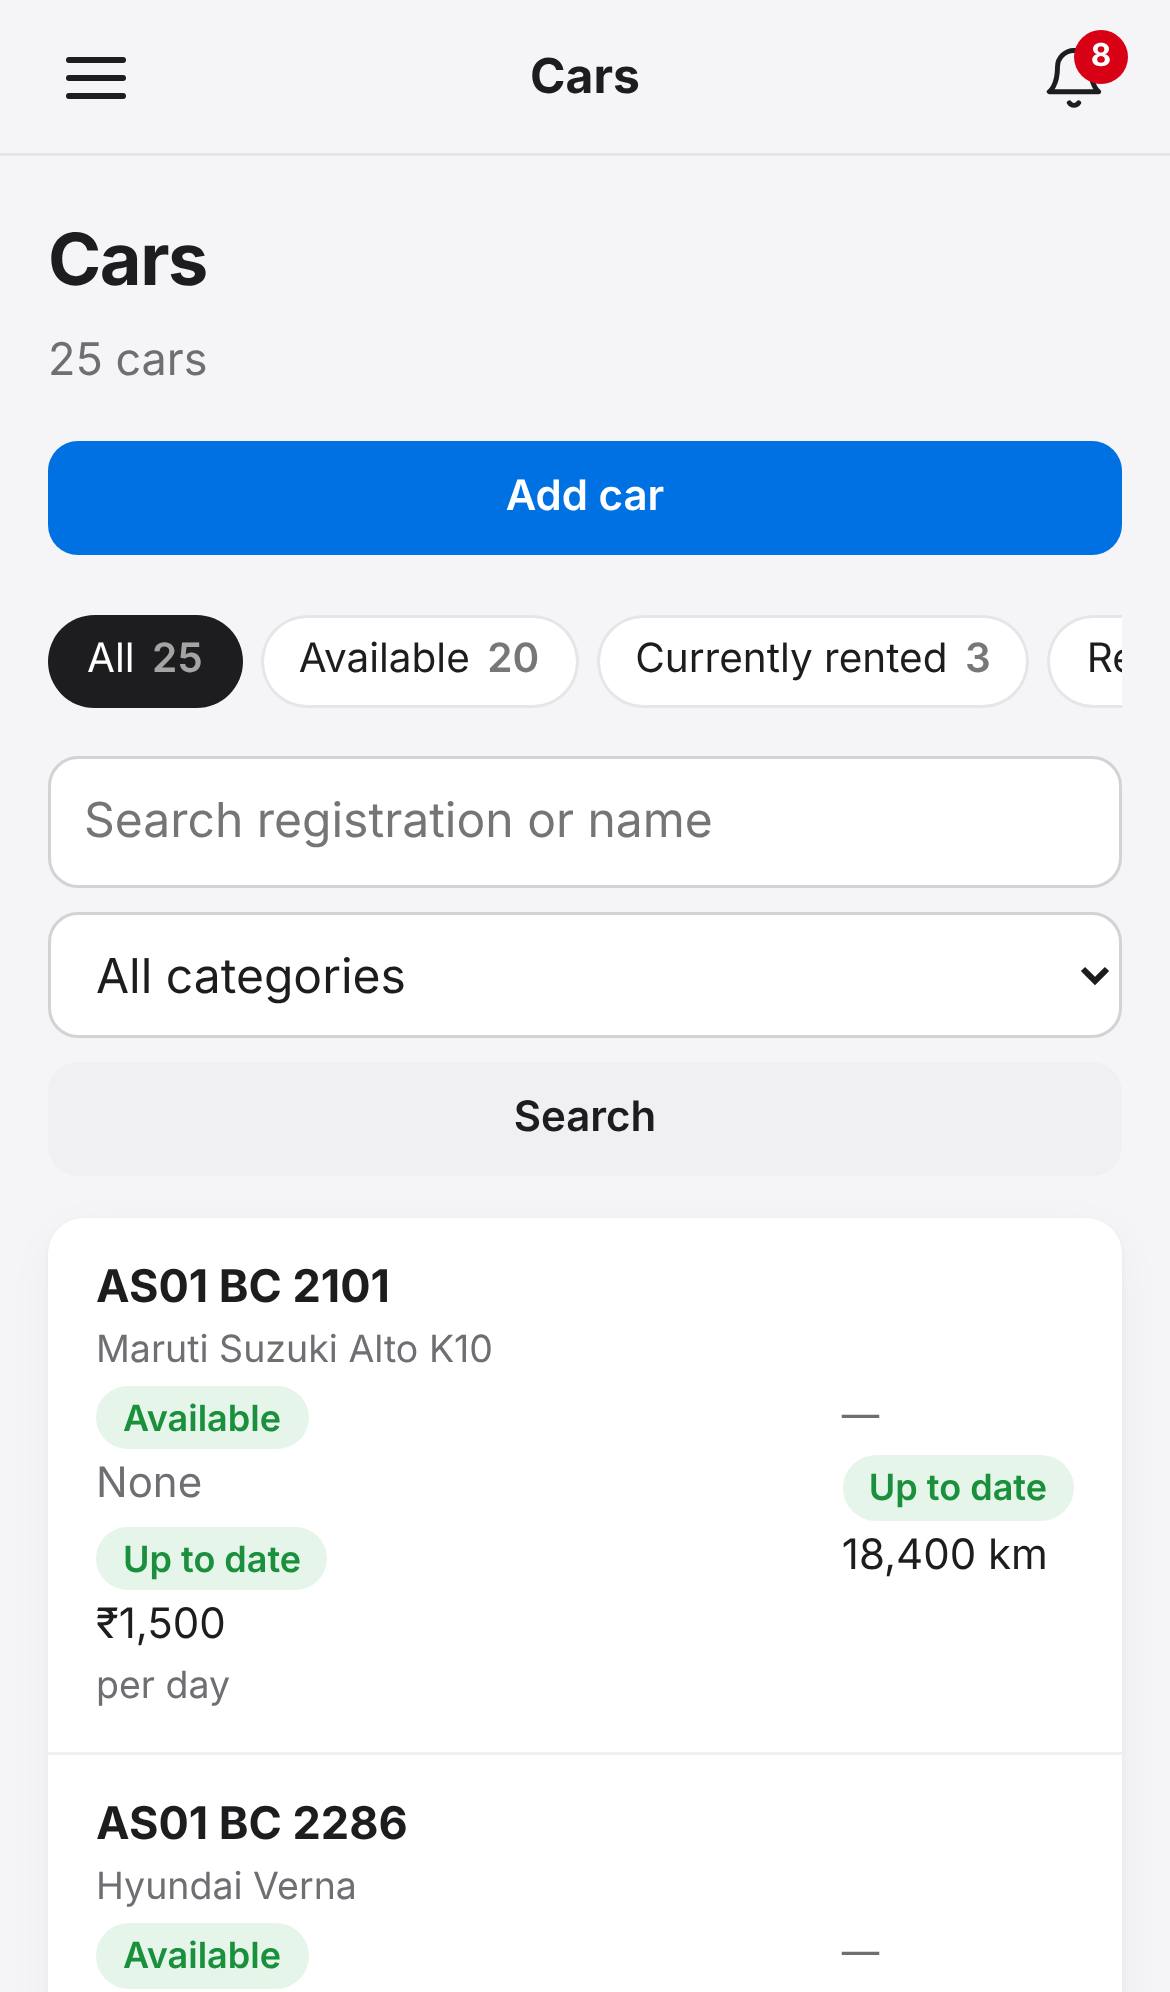 Cars
8
Cars
25 cars
Add car
All 25 Available 20 Currently rented 3 Re
Search registration or name
All categories
Search
AS01 BC 2101
Maruti Suzuki Alto K10
Available —
None Up to date
Up to date 18,400 km
₹1,500
per day
AS01 BC 2286
Hyundai Verna
Available —